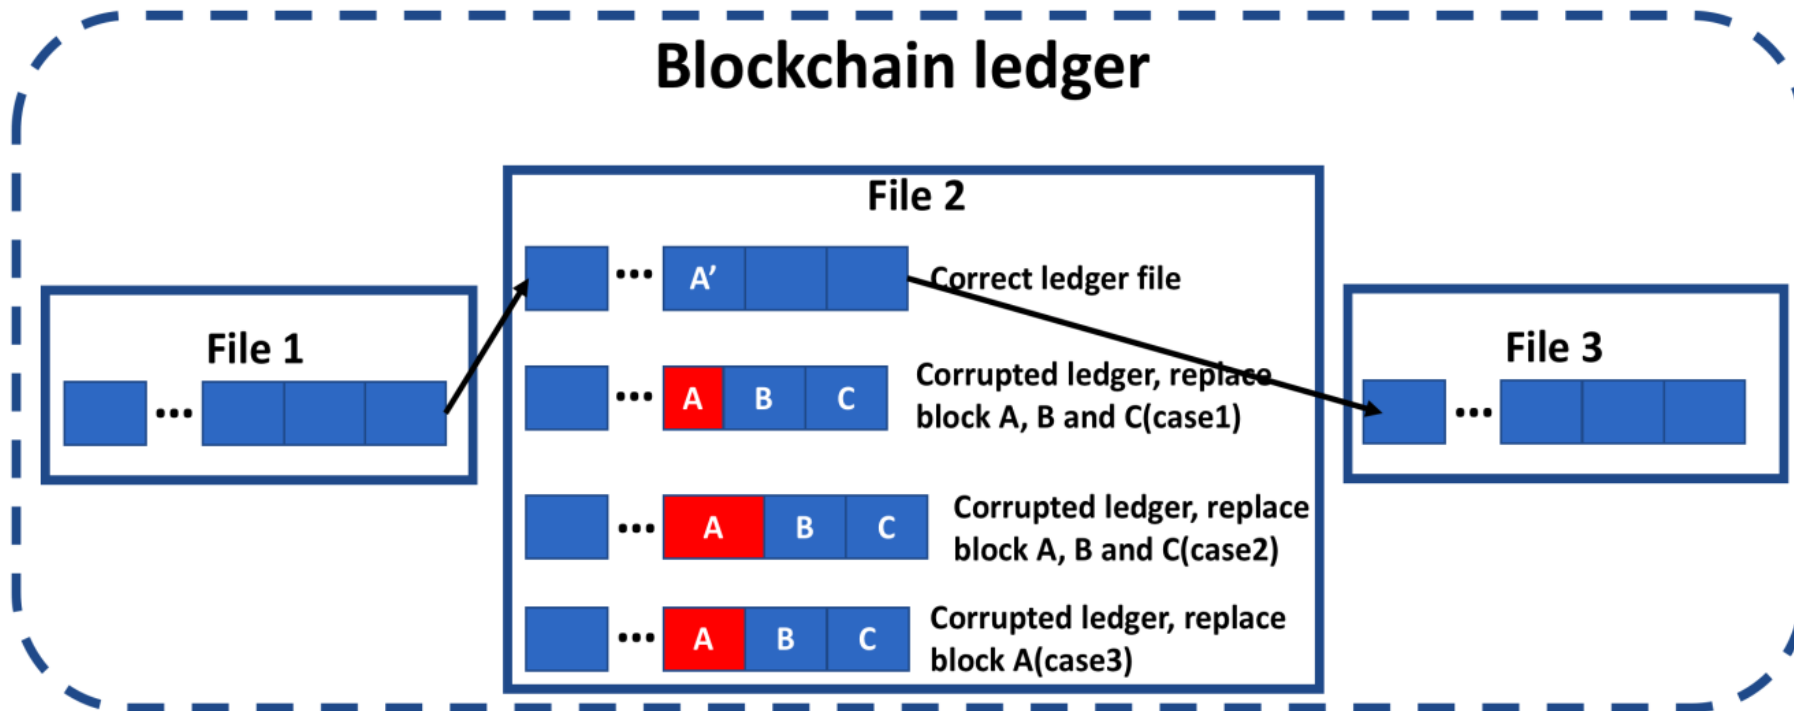 Blockchain ledger
File 1
...
File 2
... A’
Correct ledger file
... A B C
Corrupted ledger, replace
block A, B and C(case1)
... A B C
Corrupted ledger, replace
block A, B and C(case2)
... A B C
Corrupted ledger, replace
block A(case3)
File 3
...